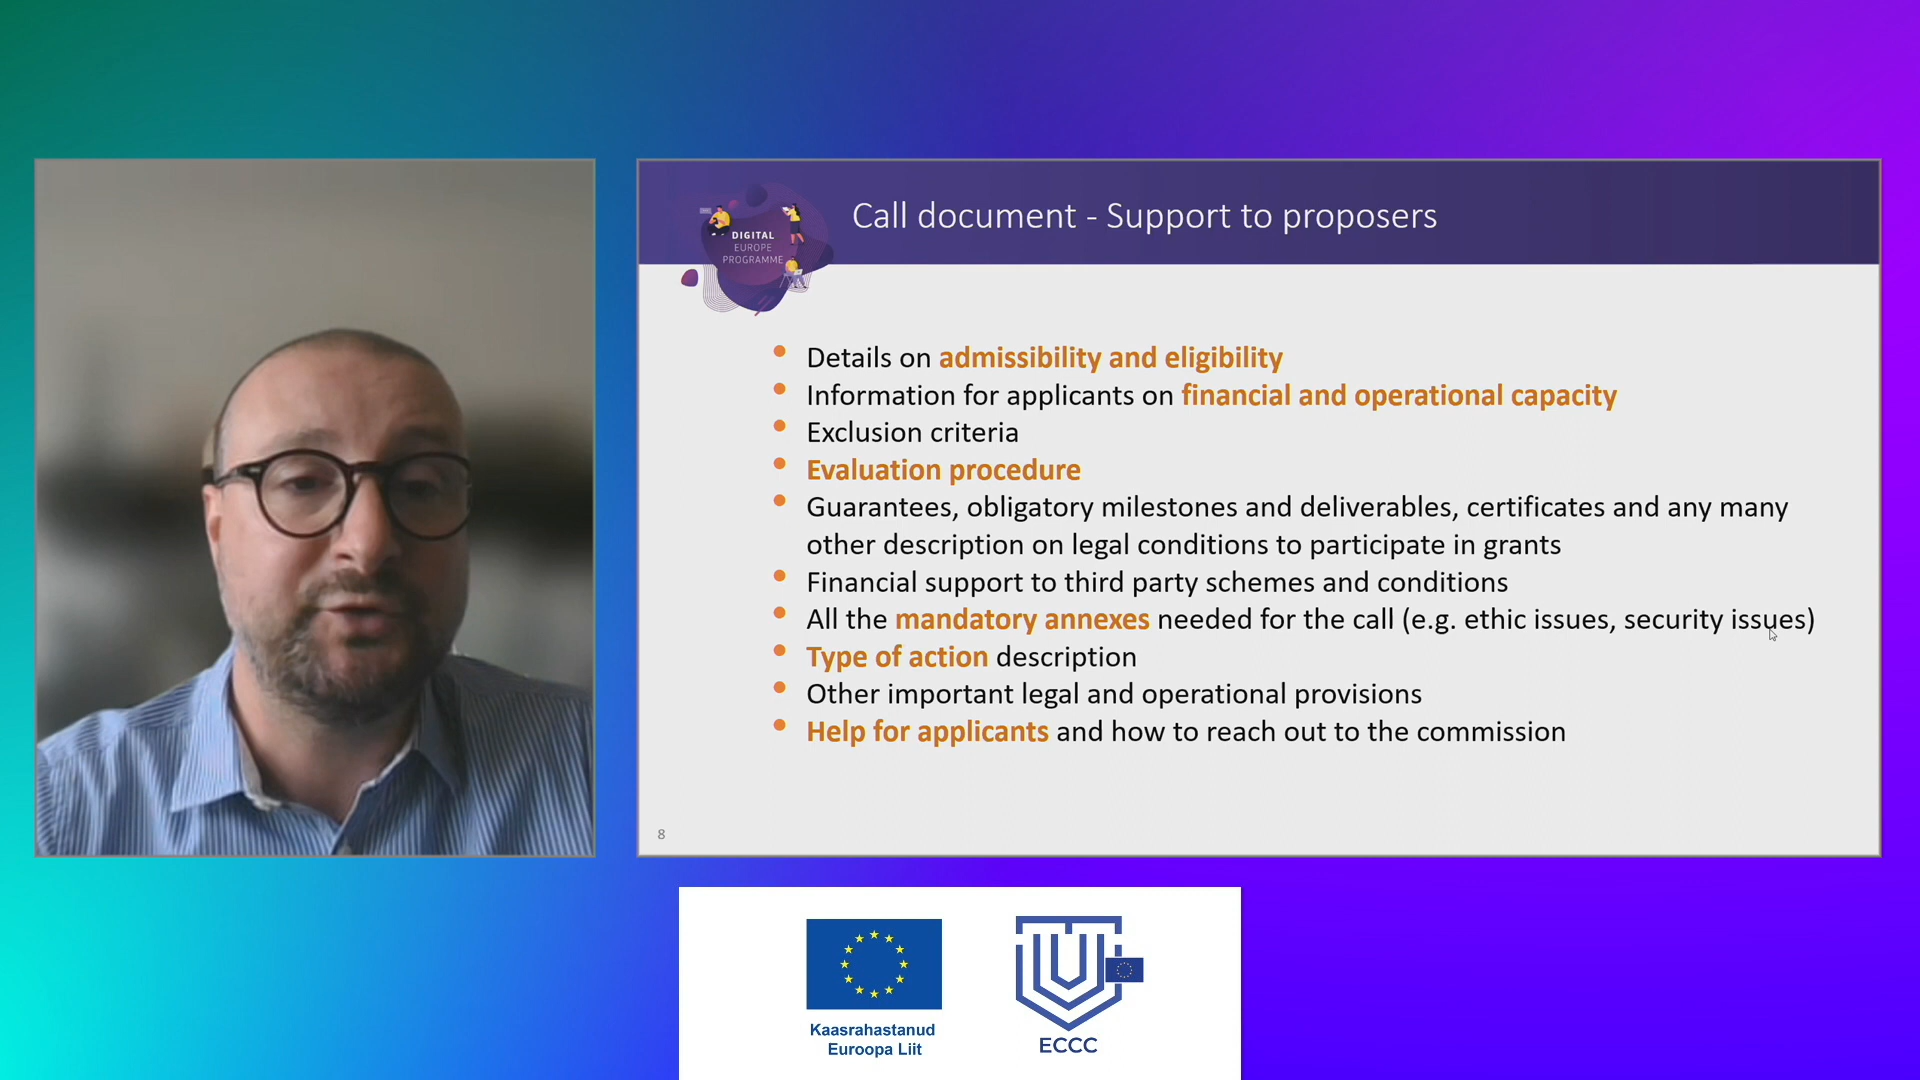 Call document - Support to proposers
DIGITAL
EUROPE
PROGRAMME
Details on admissibility and eligibility
Information for applicants on financial and operational capacity
Exclusion criteria
Evaluation procedure
Guarantees, obligatory milestones and deliverables, certificates and any many
other description on legal conditions to participate in grants
Financial support to third party schemes and conditions
All the mandatory annexes needed for the call (e.g. ethic issues, security issues)
Type of action description
Other important legal and operational provisions
Help for applicants and how to reach out to the commission
8
Kaasrahastanud
Euroopa Liit
ECCC